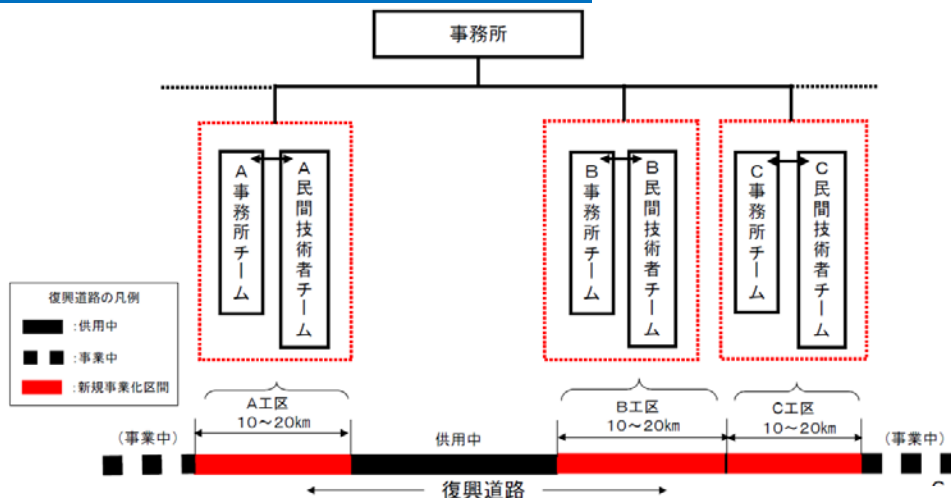 事務所
A事務所チーム
A民間技術者チーム
B事務所チーム
B民間技術者チーム
C事務所チーム
C民間技術者チーム
復興道路の凡例
:供用中
:事業中
:新規事業化区間
A工区
10～20km
B工区
10～20km
C工区
10～20km
(事業中)
供用中
(事業中)
復興道路